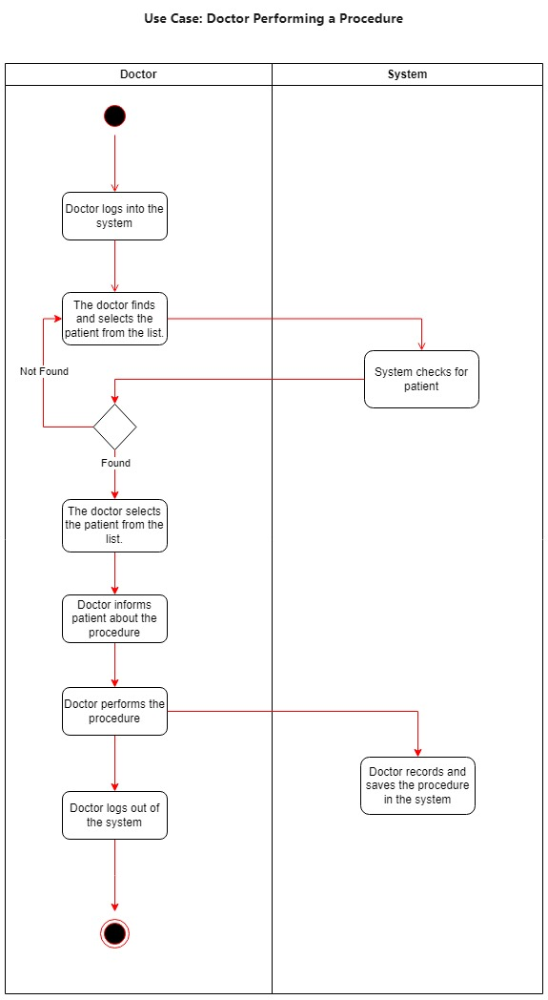 Use Case: Doctor Performing a Procedure
Doctor
System
Doctor logs into the
system
The doctor finds
and selects the
patient from the list.
System checks for
patient
Not Found
Found
The doctor selects
the patient from the
list.
Doctor informs
patient about the
procedure
Doctor performs the
procedure
Doctor records and
saves the procedure
in the system
Doctor logs out of
the system